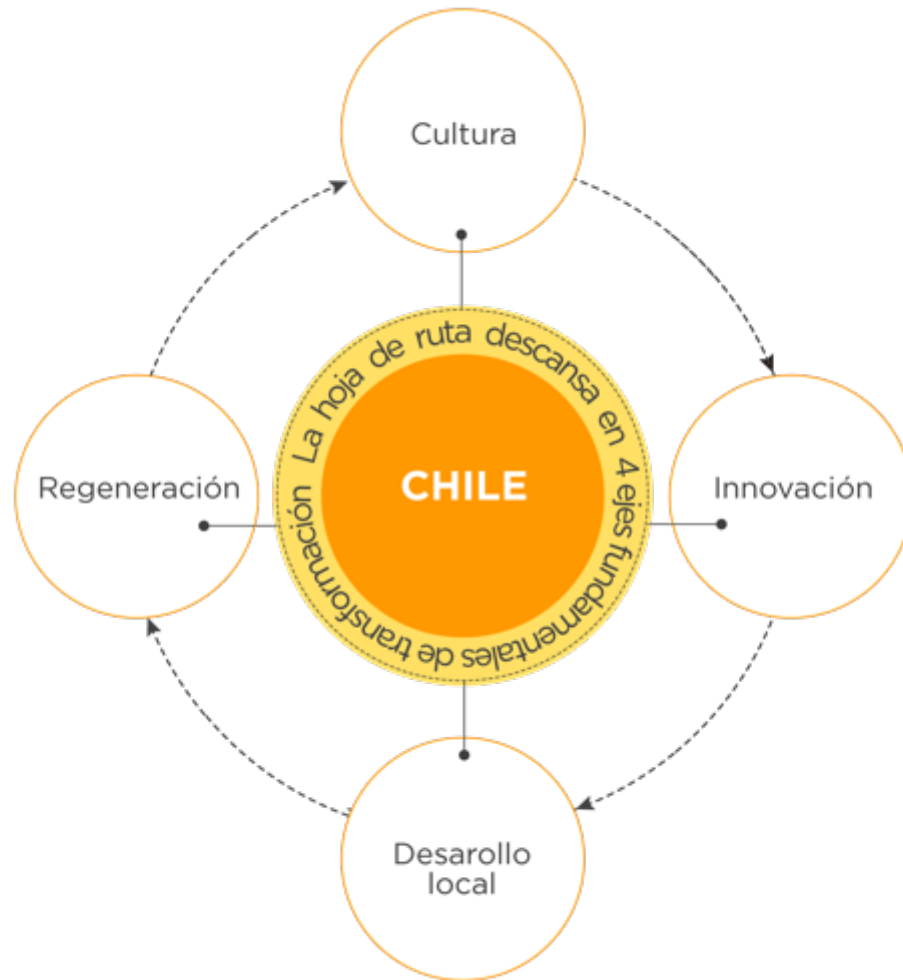 Cultura
La hoja de ruta descansa en 4 ejes fundamentales de transformación
CHILE
Regeneración
Innovación
Desarollo
local